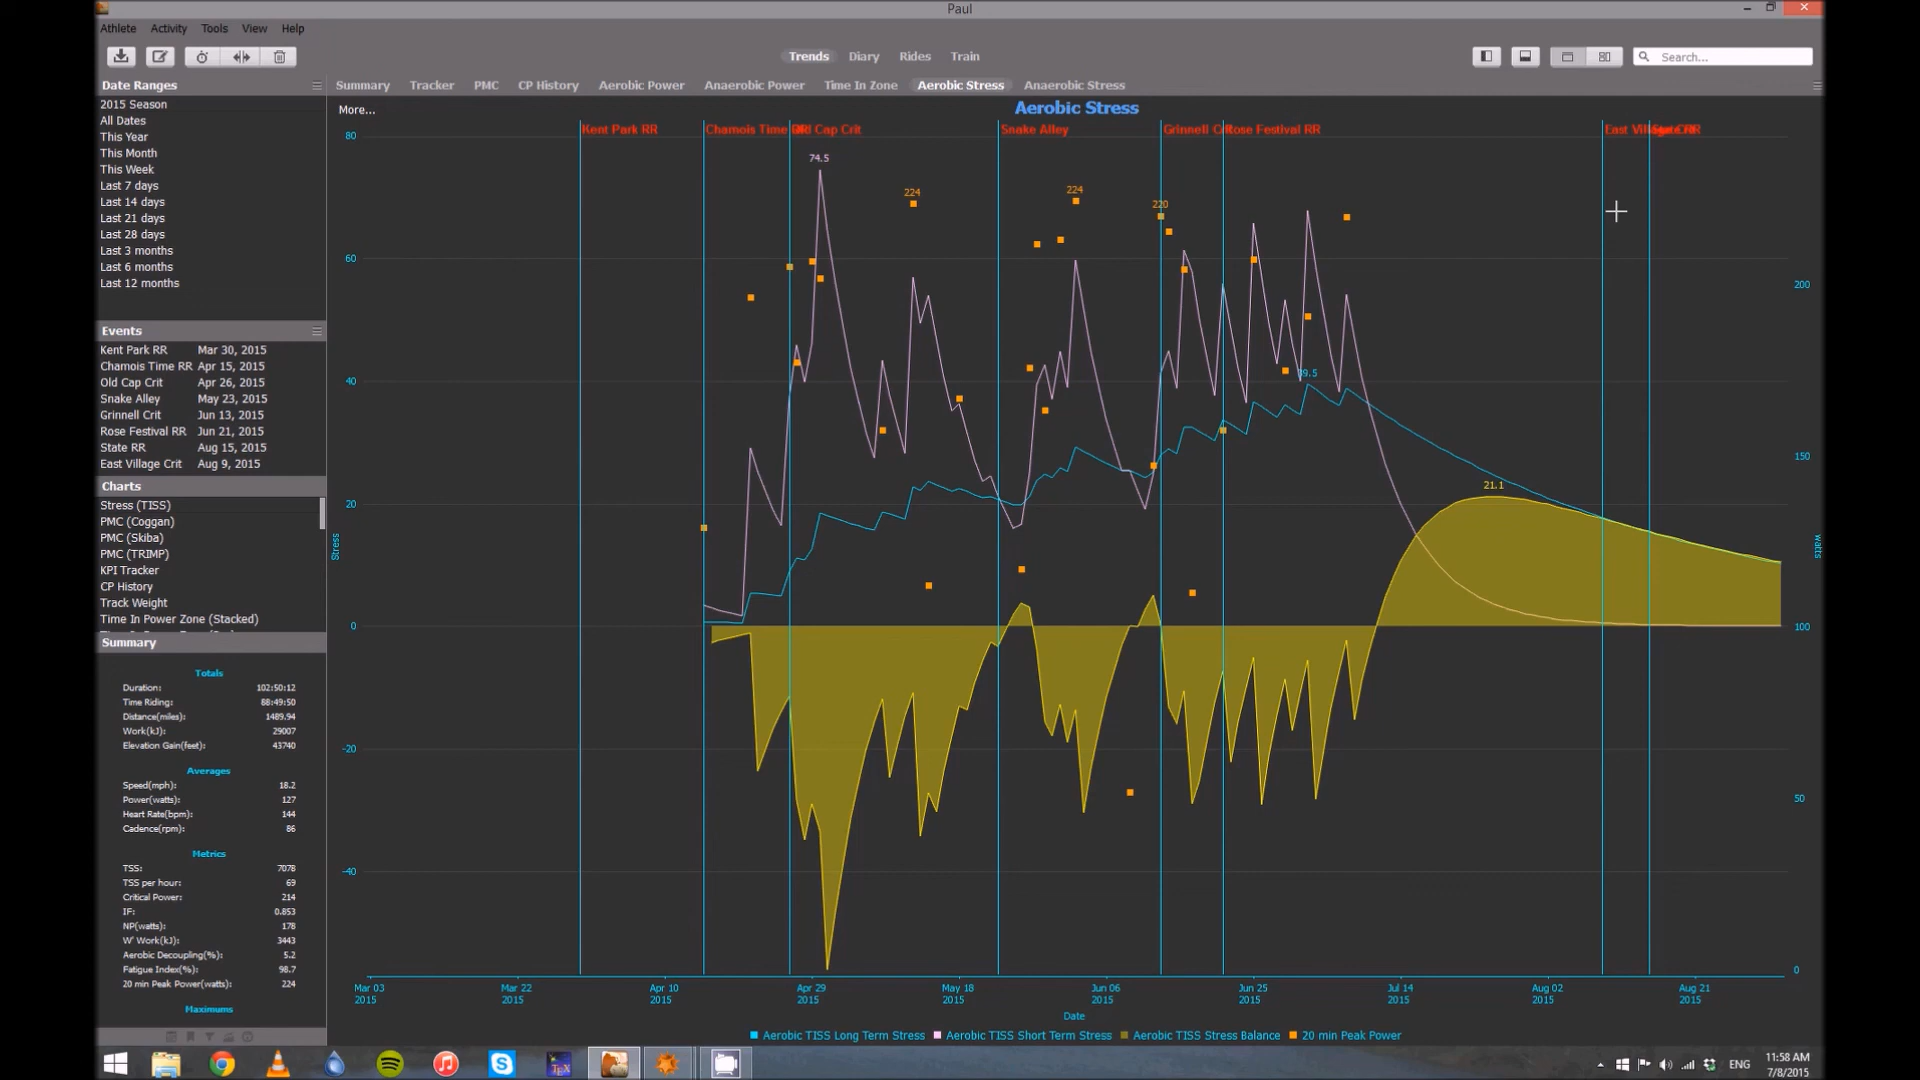 Paul
Athlete Activity Tools View Help
Trends Diary Rides Train
Search...
Date Ranges
2015 Season
All Dates
This Year
This Month
This Week
Last 7 days
Last 14 days
Last 21 days
Last 28 days
Last 3 months
Last 6 months
Last 12 months
Events
Kent Park RR Mar 30, 2015
Chamois Time RR Apr 15, 2015
Old Cap Crit Apr 26, 2015
Snake Alley May 23, 2015
Grinnell Crit Jun 13, 2015
Rose Festival RR Jun 21, 2015
State RR Aug 15, 2015
East Village Crit Aug 9, 2015
Charts
Stress (TISS)
PMC (Coggan)
PMC (Skiba)
PMC (TRIMP)
KPI Tracker
CP History
Track Weight
Time In Power Zone (Stacked)
Summary
Totals
Duration: 102:50:12
Time Riding: 88:49:50
Distance(miles): 1489.94
Work(kJ): 29007
Elevation Gain(feet): 43740
Averages
Speed(mph): 18.2
Power(watts): 127
Heart Rate(bpm): 144
Cadence(rpm): 86
Metrics
TSS: 7078
TSS per hour: 69
Critical Power: 214
IF: 0.853
NP(watts): 178
W' Work(kJ): 3443
Aerobic Decoupling(%): 5.2
Fatigue Index(%): 98.7
20 min Peak Power(watts): 224
Maximums
Summary Tracker PMC CP History Aerobic Power Anaerobic Power Time In Zone Aerobic Stress Anaerobic Stress
More...
Aerobic Stress
Kent Park RR Chamois Time Cap Crit Snake Alley Grinnell Rose Festival RR East
80
60
40
20
0
-20
-40
Stress
74.5
224
224
220
21.1
200
150
100
50
0
watts
Mar 03 Mar 22 Apr 10 Apr 29 May 18 Jun 06 Jun 25 Jul 14 Aug 02 Aug 21
2015 2015 2015 2015 2015 2015 2015 2015 2015 2015
Date
Aerobic TISS Long Term Stress Aerobic TISS Short Term Stress Aerobic TISS Stress Balance 20 min Peak Power
ENG
11:58 AM
7/8/2015